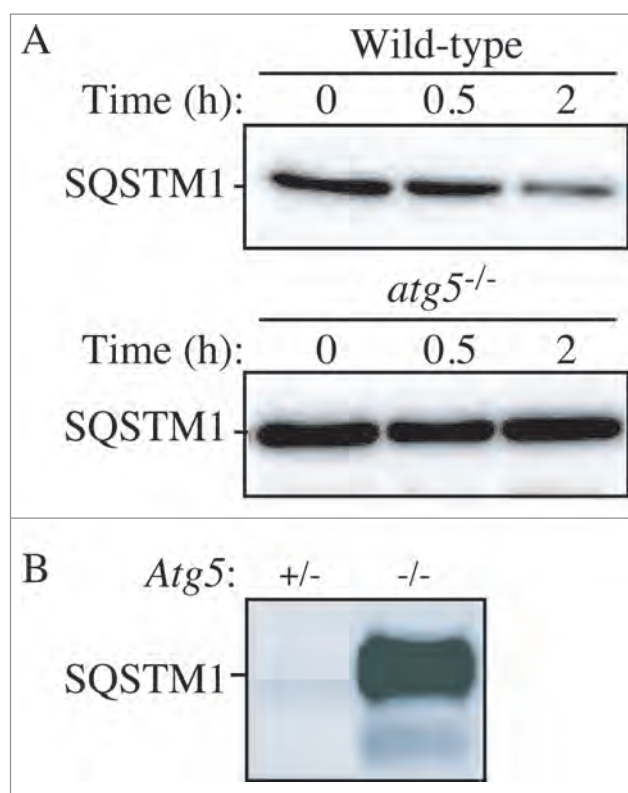 A
Wild-type
Time (h): 0 0.5 2
SQSTM1
atg5-/-
Time (h): 0 0.5 2
SQSTM1
B
Atg5: +/- -/-
SQSTM1